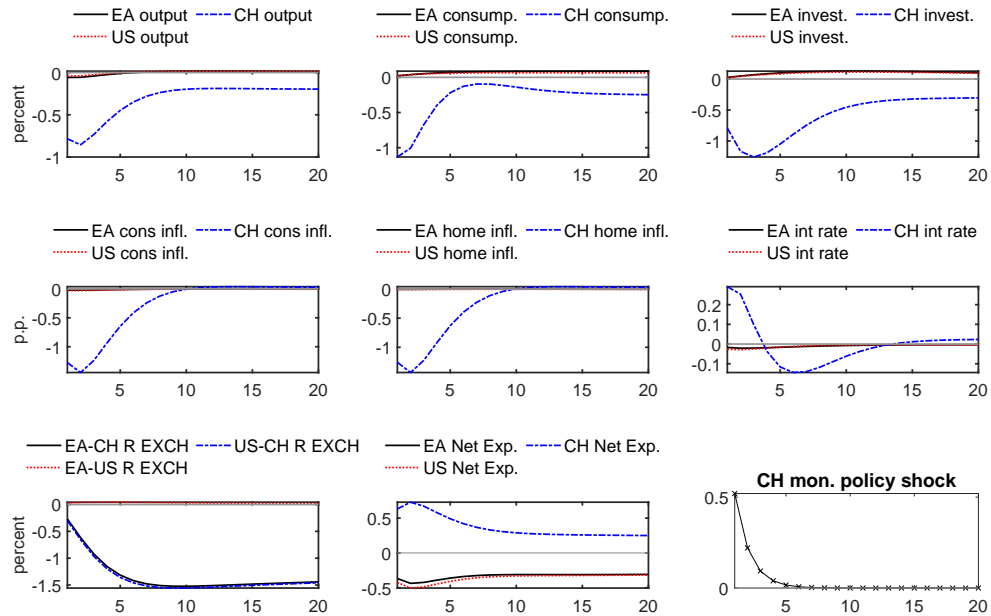 EA output CH output
US output
EA consump. CH consump.
US consump.
EA invest. CH invest.
US invest.
percent
0
-0.5
-1
5 10 15 20
0
-0.5
-1
5 10 15 20
0
-0.5
-1
5 10 15 20
EA cons infl. CH cons infl.
US cons infl.
EA home infl. CH home infl.
US home infl.
EA int rate CH int rate
US int rate
p.p.
0
-0.5
-1
5 10 15 20
0
-0.5
-1
5 10 15 20
0.2
0.1
0
-0.1
5 10 15 20
EA-CH R EXCH US-CH R EXCH
EA-US R EXCH
EA Net Exp. CH Net Exp.
US Net Exp.
CH mon. policy shock
percent
0
-0.5
-1
-1.5
5 10 15 20
0.5
0
-0.5
5 10 15 20
0.5
0
5 10 15 20